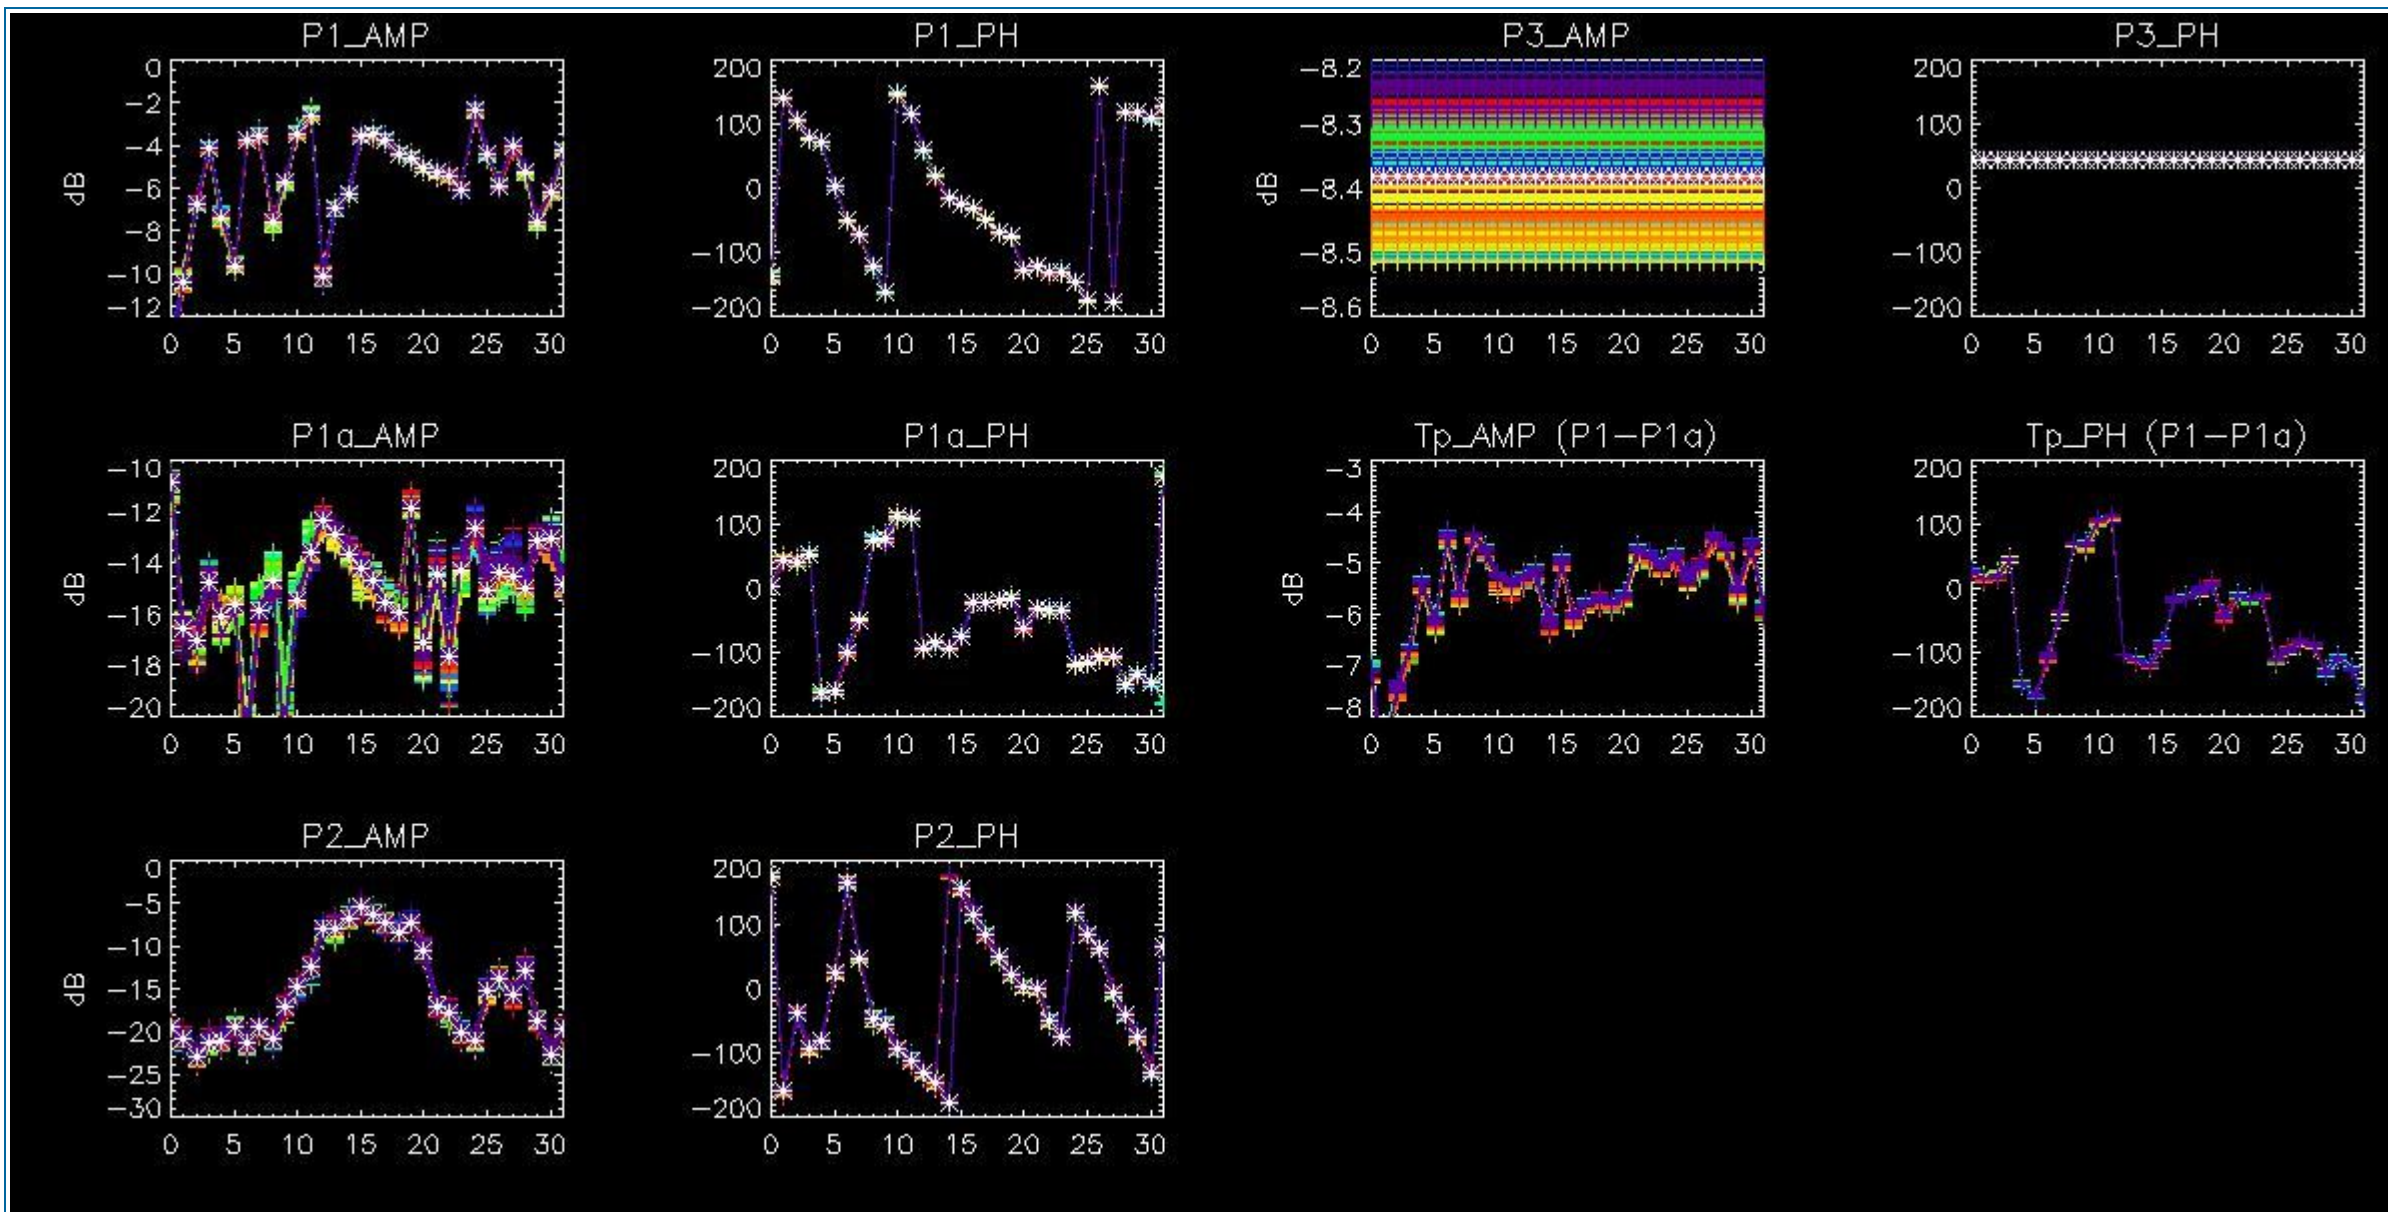 P1_AMP
P1_PH
P3_AMP
P3_PH
dB
0
−2
−4
−6
−8
−10
−12
0 5 10 15 20 25 30
200
100
0
−100
−200
0 5 10 15 20 25 30
dB
−8.2
−8.3
−8.4
−8.5
−8.6
0 5 10 15 20 25 30
200
100
0
−100
−200
0 5 10 15 20 25 30
P1a_AMP
P1a_PH
Tp_AMP (P1−P1a)
Tp_PH (P1−P1a)
dB
−10
−12
−14
−16
−18
−20
0 5 10 15 20 25 30
200
100
0
−100
−200
0 5 10 15 20 25 30
dB
−3
−4
−5
−6
−7
−8
0 5 10 15 20 25 30
200
100
0
−100
−200
0 5 10 15 20 25 30
P2_AMP
P2_PH
dB
0
−5
−10
−15
−20
−25
−30
0 5 10 15 20 25 30
200
100
0
−100
−200
0 5 10 15 20 25 30